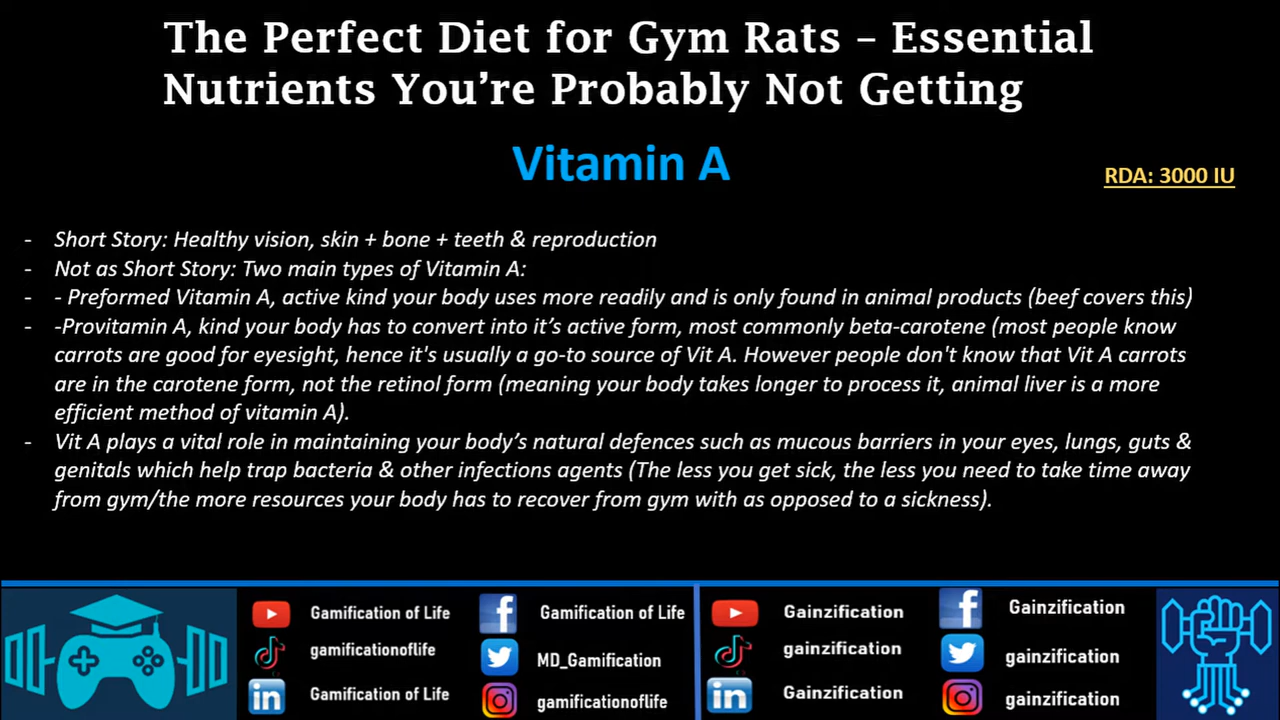 The Perfect Diet for Gym Rats – Essential
Nutrients You're Probably Not Getting
Vitamin A
RDA: 3000 IU
- Short Story: Healthy vision, skin + bone + teeth & reproduction
- Not as Short Story: Two main types of Vitamin A:
- - Preformed Vitamin A, active kind your body uses more readily and is only found in animal products (beef covers this)
- -Provitamin A, kind your body has to convert into it's active form, most commonly beta-carotene (most people know
carrots are good for eyesight, hence it's usually a go-to source of Vit A. However people don't know that Vit A carrots
are in the carotene form, not the retinol form (meaning your body takes longer to process it, animal liver is a more
efficient method of vitamin A).
- Vit A plays a vital role in maintaining your body's natural defences such as mucous barriers in your eyes, lungs, guts &
genitals which help trap bacteria & other infections agents (The less you get sick, the less you need to take time away
from gym/the more resources your body has to recover from gym with as opposed to a sickness).
Gamification of Life
Gamification of Life
gamificationoflife
MD_Gamification
Gamification of Life
gamificationoflife
Gainzification
Gainzification
gainzification
gainzification
Gainzification
gainzification